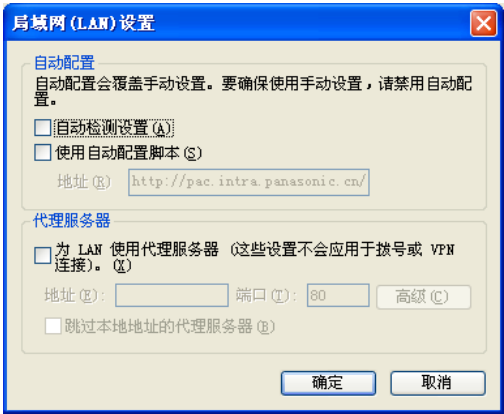 局域网(LAN)设置
自动配置
自动配置会覆盖手动设置。要确保使用手动设置，请禁用自动配
置。
自动检测设置(A)
使用自动配置脚本(S)
地址(R) http://pac.intra.panasonic.cn/
代理服务器
为 LAN 使用代理服务器 (这些设置不会应用于拨号或 VPN
连接)。(X)
地址(E): 端口(T): 80 高级(C)
跳过本地地址的代理服务器(B)
确定 取消